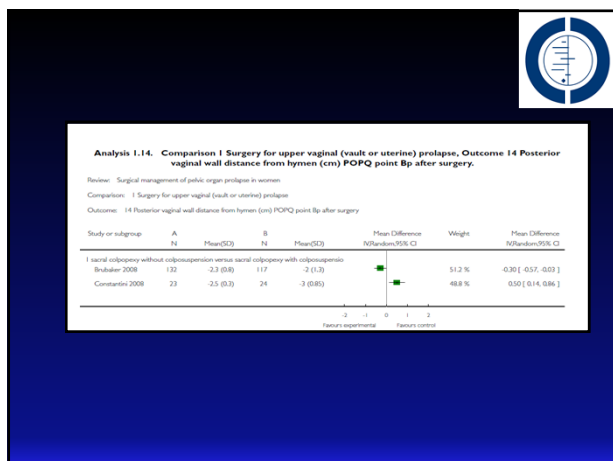 Analysis 1.14. Comparison 1 Surgery for upper vaginal (vault or uterine) prolapse, Outcome 14 Posterior
vaginal wall distance from hymen (cm) POPQ point Bp after surgery.
Review: Surgical management of pelvic organ prolapse in women
Comparison: 1 Surgery for upper vaginal (vault or uterine) prolapse
Outcome: 14 Posterior vaginal wall distance from hymen (cm) POPQ point Bp after surgery
Study or subgroup A B Mean Difference Weight Mean Difference
N Mean(SD) N Mean(SD) IV,Random,95% CI IV,Random,95% CI
1 sacral colpopexy without colposuspension versus sacral colpopexy with colposuspensio
Brubaker 2008 132 -2.3 (0.8) 117 -2 (1.3) 51.2 % -0.30 [ -0.57, -0.03 ]
Constantini 2008 23 -2.5 (0.3) 24 -3 (0.85) 48.8 % 0.50 [ 0.14, 0.86 ]
-2 -1 0 1 2
Favours experimental Favours control